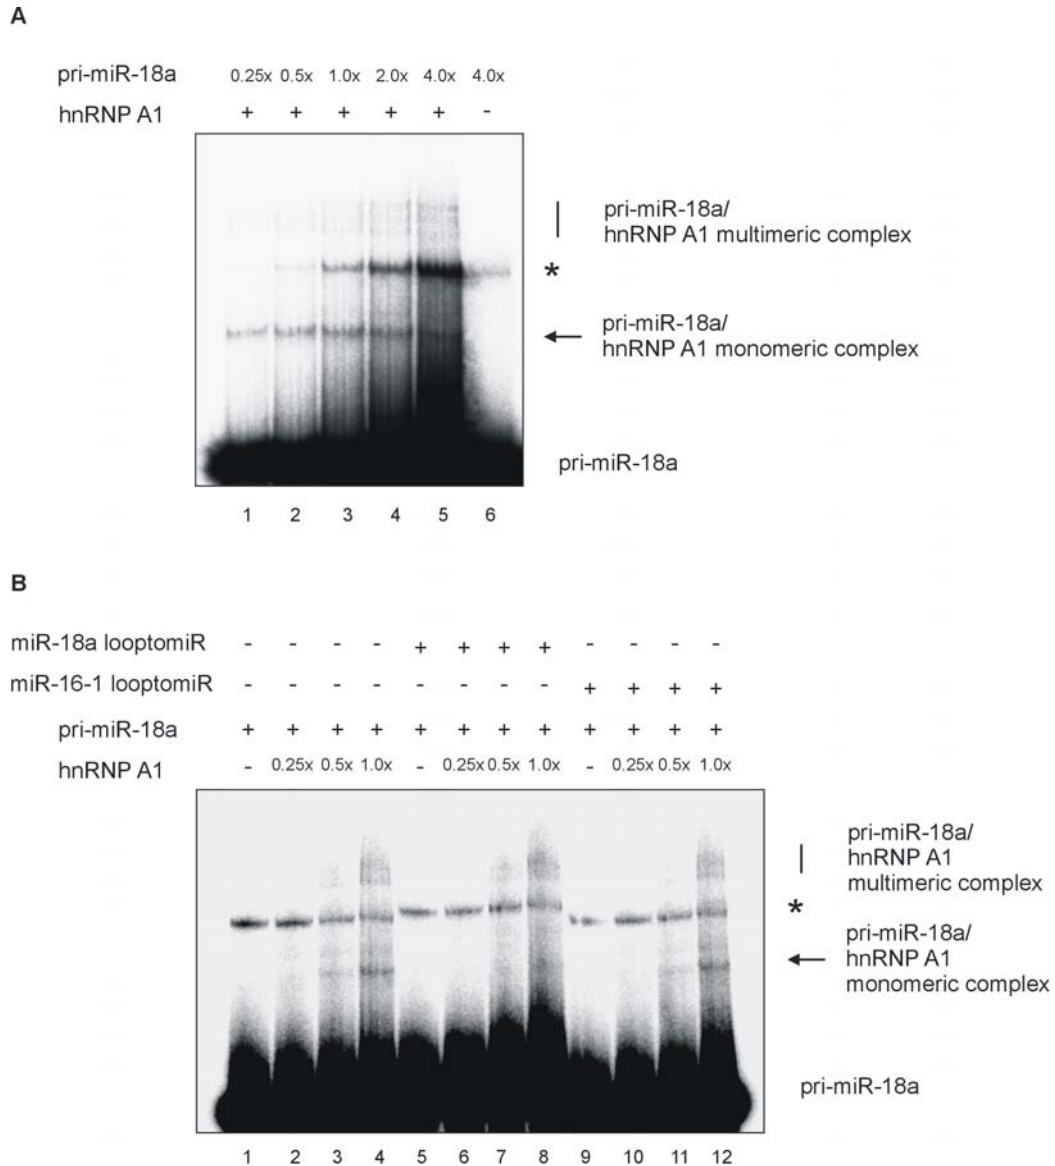 A
pri-miR-18a 0.25x 0.5x 1.0x 2.0x 4.0x 4.0x
hnRNP A1 + + + + + -
pri-miR-18a/
hnRNP A1 multimeric complex
*
pri-miR-18a/
hnRNP A1 monomeric complex
pri-miR-18a
1 2 3 4 5 6
B
miR-18a looptomiR - - - - + + + + - - - -
miR-16-1 looptomiR - - - - - - - - + + + +
pri-miR-18a + + + + + + + + + + + +
hnRNP A1 - 0.25x 0.5x 1.0x - 0.25x 0.5x 1.0x - 0.25x 0.5x 1.0x
pri-miR-18a/
hnRNP A1
multimeric complex
*
pri-miR-18a/
hnRNP A1
monomeric complex
pri-miR-18a
1 2 3 4 5 6 7 8 9 10 11 12